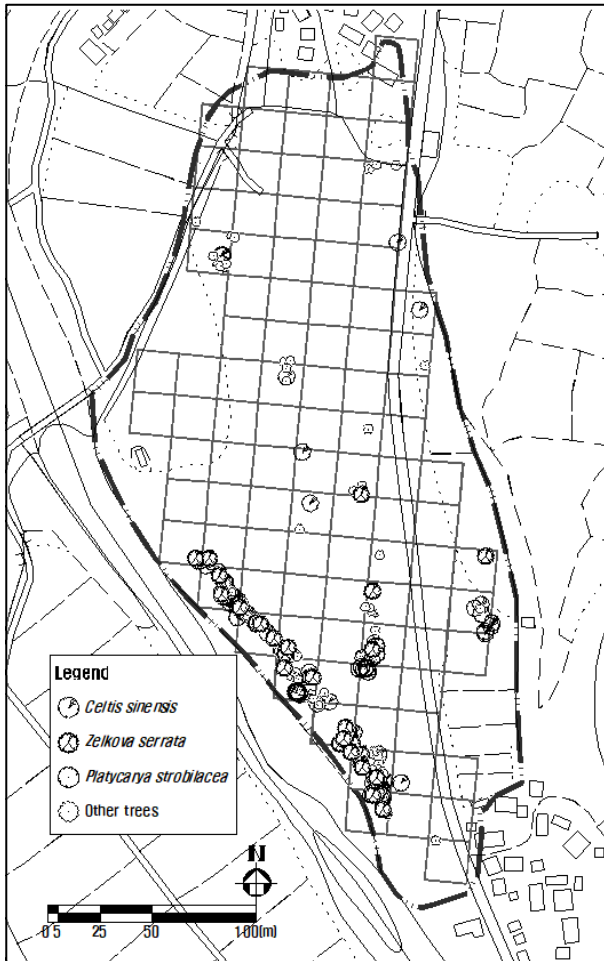 Legend
Celtis sinensis
Zelkova serrata
Platycarya strobilacea
Other trees
N
0 5 25 50 100(m)